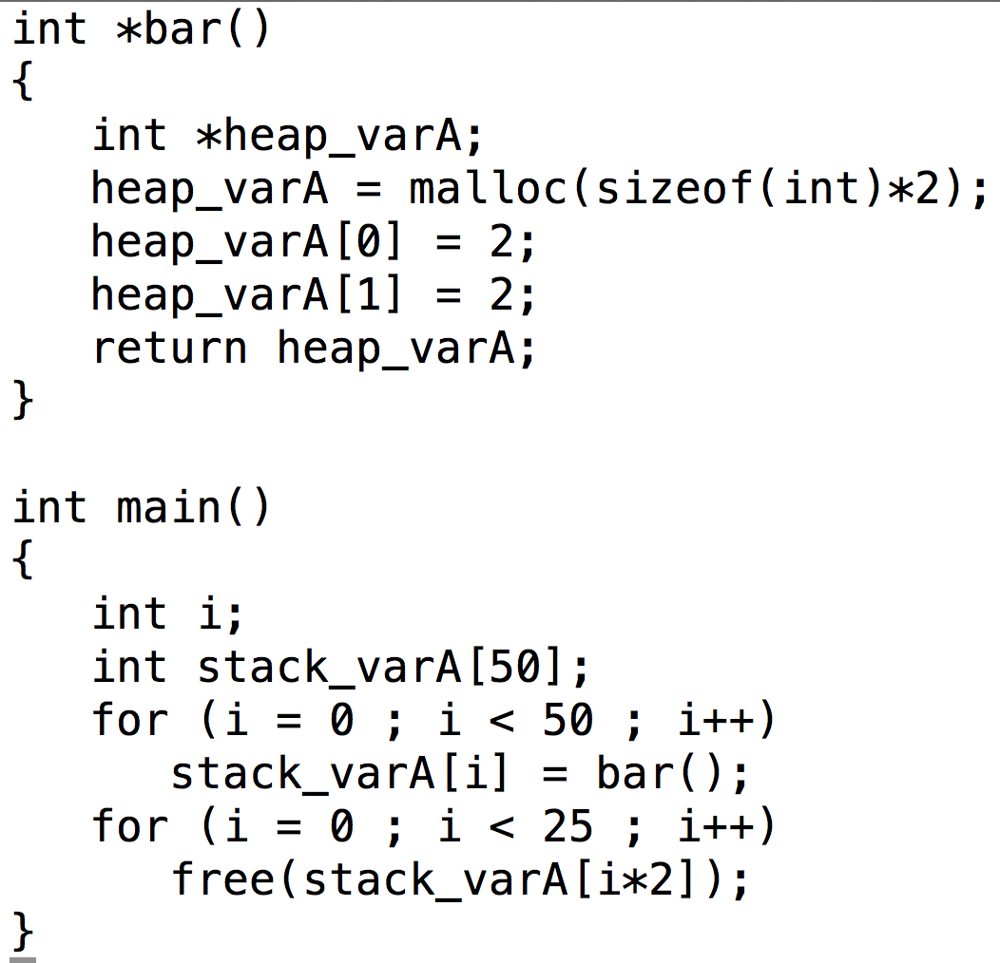 int *bar()
{
   int *heap_varA;
   heap_varA = malloc(sizeof(int)*2);
   heap_varA[0] = 2;
   heap_varA[1] = 2;
   return heap_varA;
}

int main()
{
   int i;
   int stack_varA[50];
   for (i = 0 ; i < 50 ; i++)
      stack_varA[i] = bar();
   for (i = 0 ; i < 25 ; i++)
      free(stack_varA[i*2]);
}